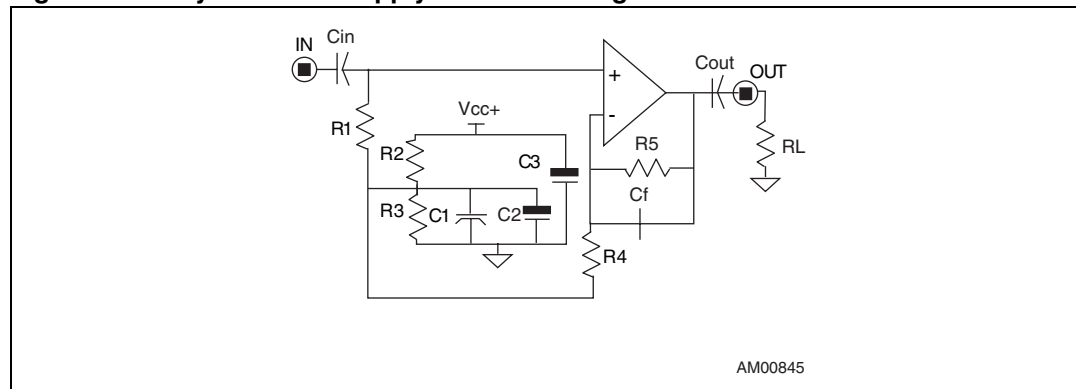 IN
Cin
Cout
OUT
+
-
Vcc+
R1
R2
C3
R5
RL
R3
C1
C2
Cf
R4
AM00845